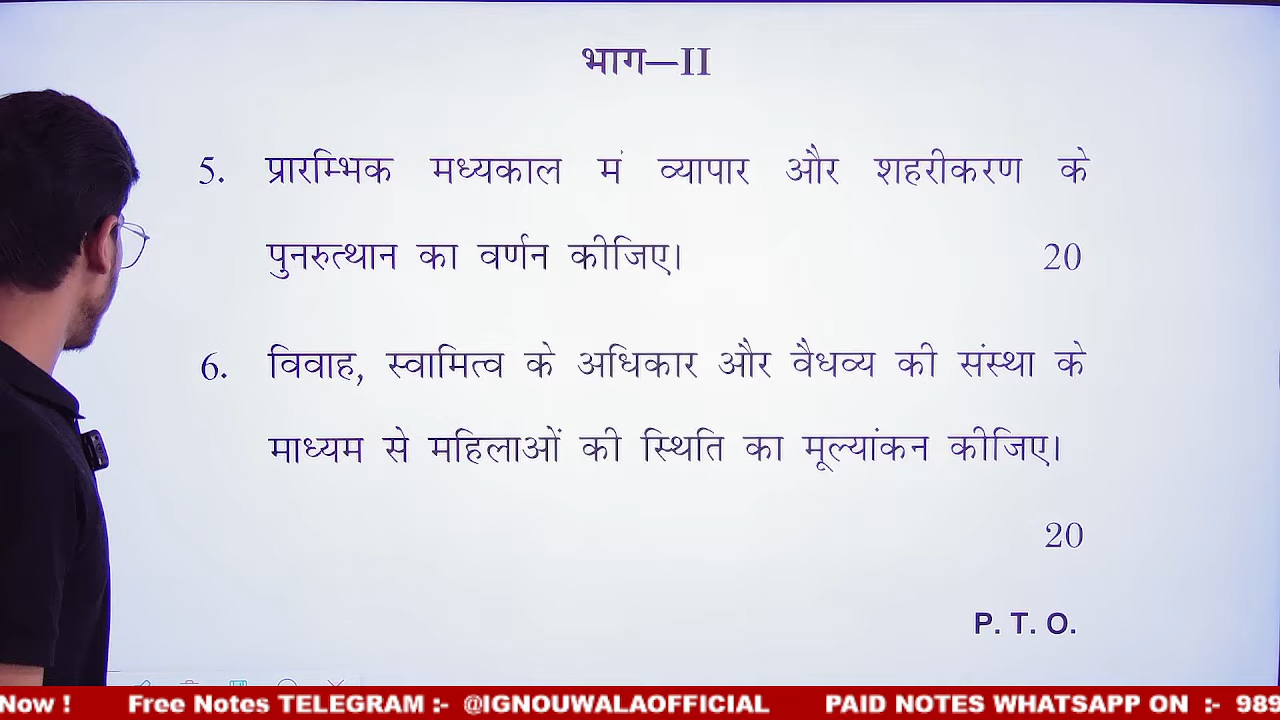 भाग—II
5. प्रारम्भिक मध्यकाल मं व्यापार और शहरीकरण के
पुनरुत्थान का वर्णन कीजिए। 20
6. विवाह, स्वामित्व के अधिकार और वैधव्य की संस्था के
माध्यम से महिलाओं की स्थिति का मूल्यांकन कीजिए।
20
P. T. O.
Now ! Free Notes TELEGRAM :- @IGNOUWALAOFFICIAL PAID NOTES WHATSAPP ON :- 989